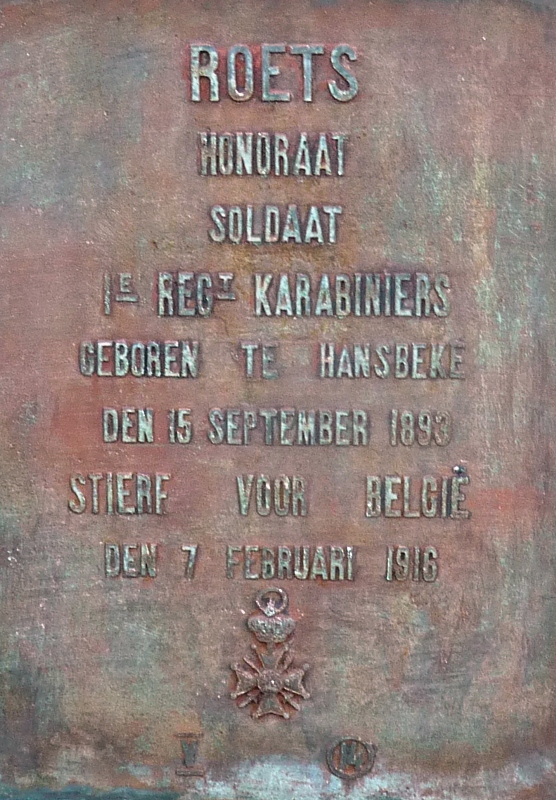 ROETS
HONORAAT
SOLDAAT
1E REGT KARABINIERS
GEBOREN TE HANSBEKE
DEN 15 SEPTEMBER 1893
STIERF VOOR BELGIË
DEN 7 FEBRUARI 1916
V